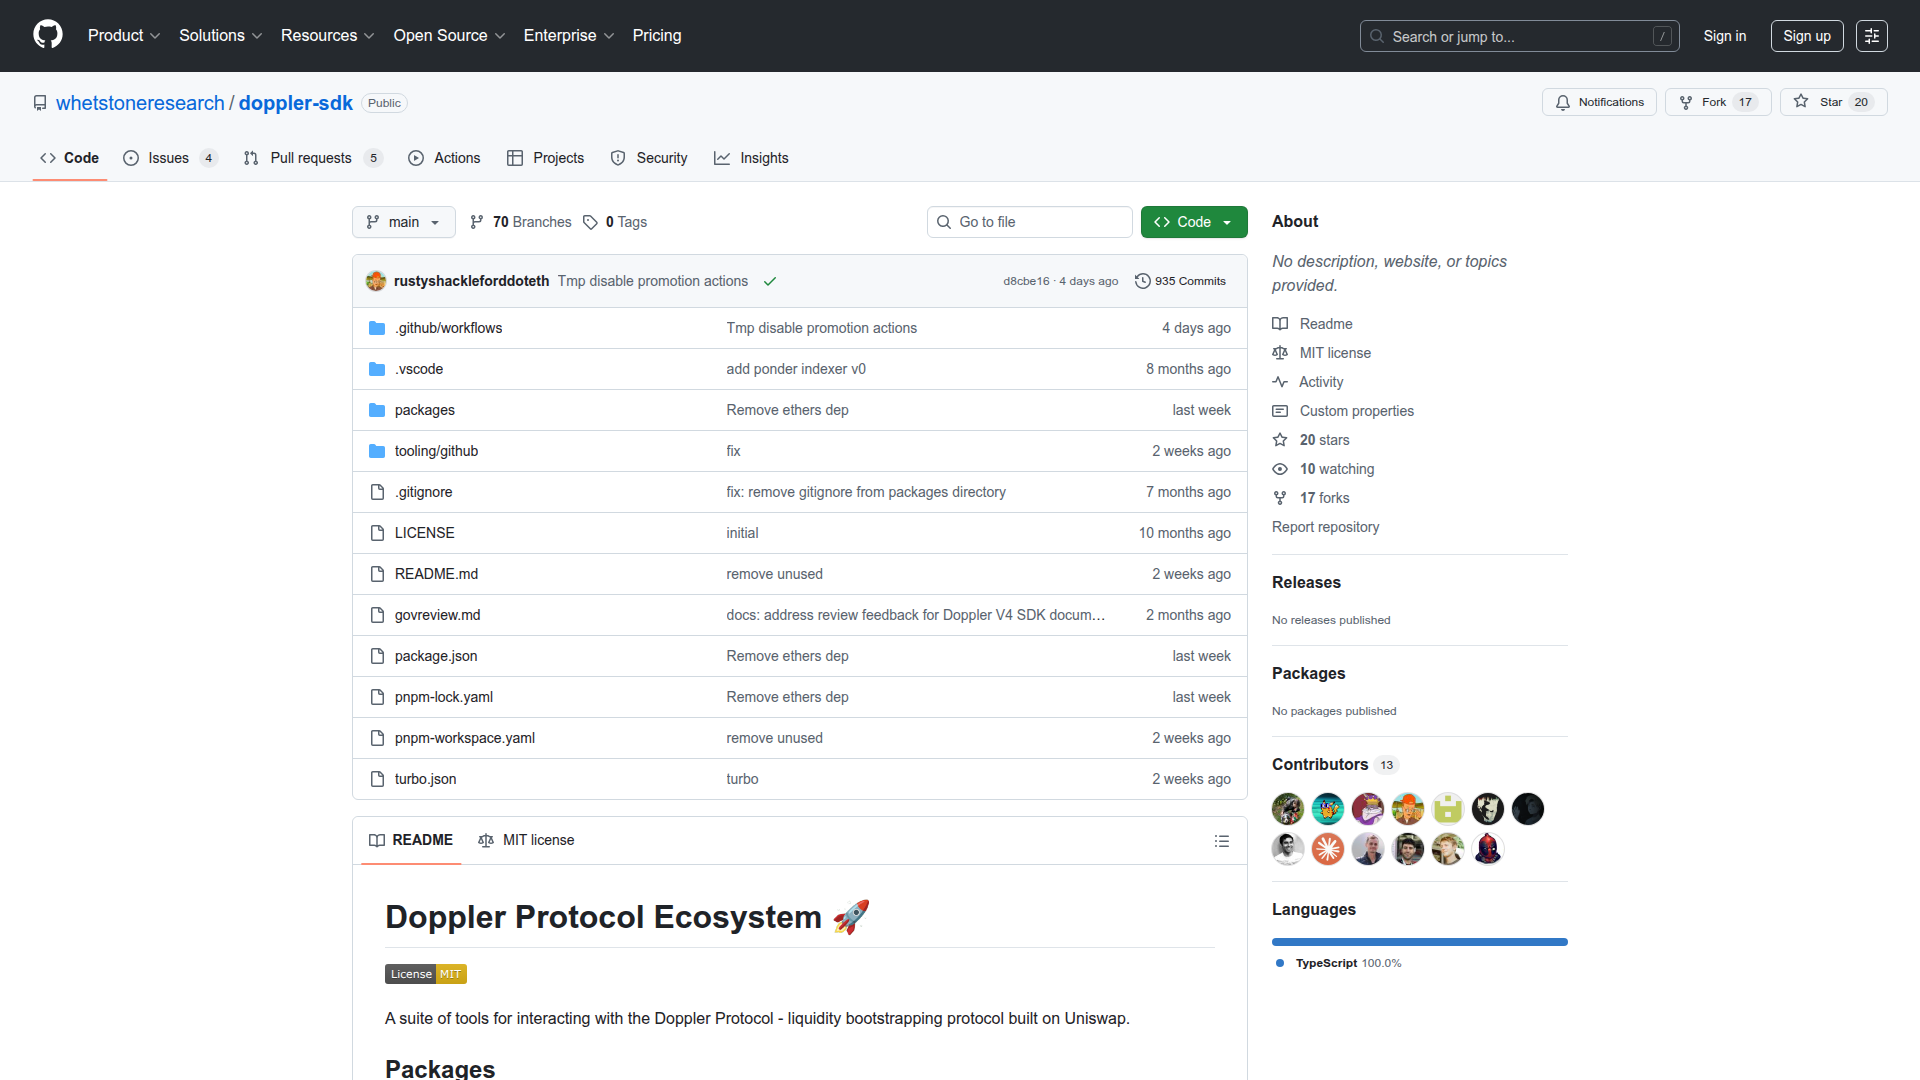 Product Solutions Resources Open Source Enterprise Pricing Search or jump to... / Sign in Sign up
whetstoneresearch / doppler-sdk Public Notifications Fork 17 Star 20
Code Issues 4 Pull requests 5 Actions Projects Security Insights
main 70 Branches 0 Tags Go to file Code
rustyshackleforddoteth Tmp disable promotion actions d8cbe16 · 4 days ago 935 Commits
.github/workflows Tmp disable promotion actions 4 days ago
.vscode add ponder indexer v0 8 months ago
packages Remove ethers dep last week
tooling/github fix 2 weeks ago
.gitignore fix: remove gitignore from packages directory 7 months ago
LICENSE initial 10 months ago
README.md remove unused 2 weeks ago
govreview.md docs: address review feedback for Doppler V4 SDK docum... 2 months ago
package.json Remove ethers dep last week
pnpm-lock.yaml Remove ethers dep last week
pnpm-workspace.yaml remove unused 2 weeks ago
turbo.json turbo 2 weeks ago
README MIT license
Doppler Protocol Ecosystem 🚀
License MIT
A suite of tools for interacting with the Doppler Protocol - liquidity bootstrapping protocol built on Uniswap.
Packages
About
No description, website, or topics
provided.
Readme
MIT license
Activity
Custom properties
20 stars
10 watching
17 forks
Report repository
Releases
No releases published
Packages
No packages published
Contributors 13
Languages
TypeScript 100.0%